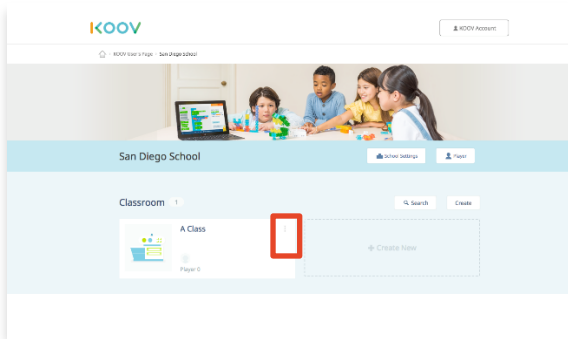 KOOV
KOOV Account
KOOV Users Page - San Diego School
San Diego School
School Settings
Player
Classroom 1
Search
Create
A Class
Create New
Player 0